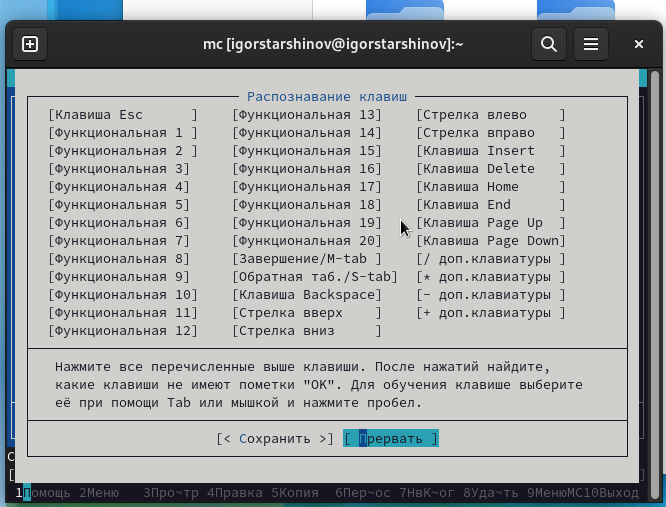 mc [igorstarshinov@igorstarshinov]:~
Распознавание клавиш
[Клавиша Esc      ] [Функциональная 13] [Стрелка влево    ]
[Функциональная 1 ] [Функциональная 14] [Стрелка вправо   ]
[Функциональная 2 ] [Функциональная 15] [Клавиша Insert   ]
[Функциональная 3] [Функциональная 16] [Клавиша Delete   ]
[Функциональная 4] [Функциональная 17] [Клавиша Home     ]
[Функциональная 5] [Функциональная 18] [Клавиша End      ]
[Функциональная 6] [Функциональная 19] [Клавиша Page Up  ]
[Функциональная 7] [Функциональная 20] [Клавиша Page Down]
[Функциональная 8] [Завершение/M-tab ] [/ доп.клавиатуры ]
[Функциональная 9] [Обратная таб./S-tab] [* доп.клавиатуры ]
[Функциональная 10] [Клавиша Backspace] [- доп.клавиатуры ]
[Функциональная 11] [Стрелка вверх    ] [+ доп.клавиатуры ]
[Функциональная 12] [Стрелка вниз     ]
Нажмите все перечисленные выше клавиши. После нажатий найдите,
какие клавиши не имеют пометки "OK". Для обучения клавише выберите
её при помощи Tab или мышкой и нажмите пробел.
[< Сохранить >] [ Прервать ]
1Помощь 2Меню 3Про~тр 4Правка 5Копия 6Пер~ос 7НвК~ог 8Уда~ть 9МенюMC10Выход